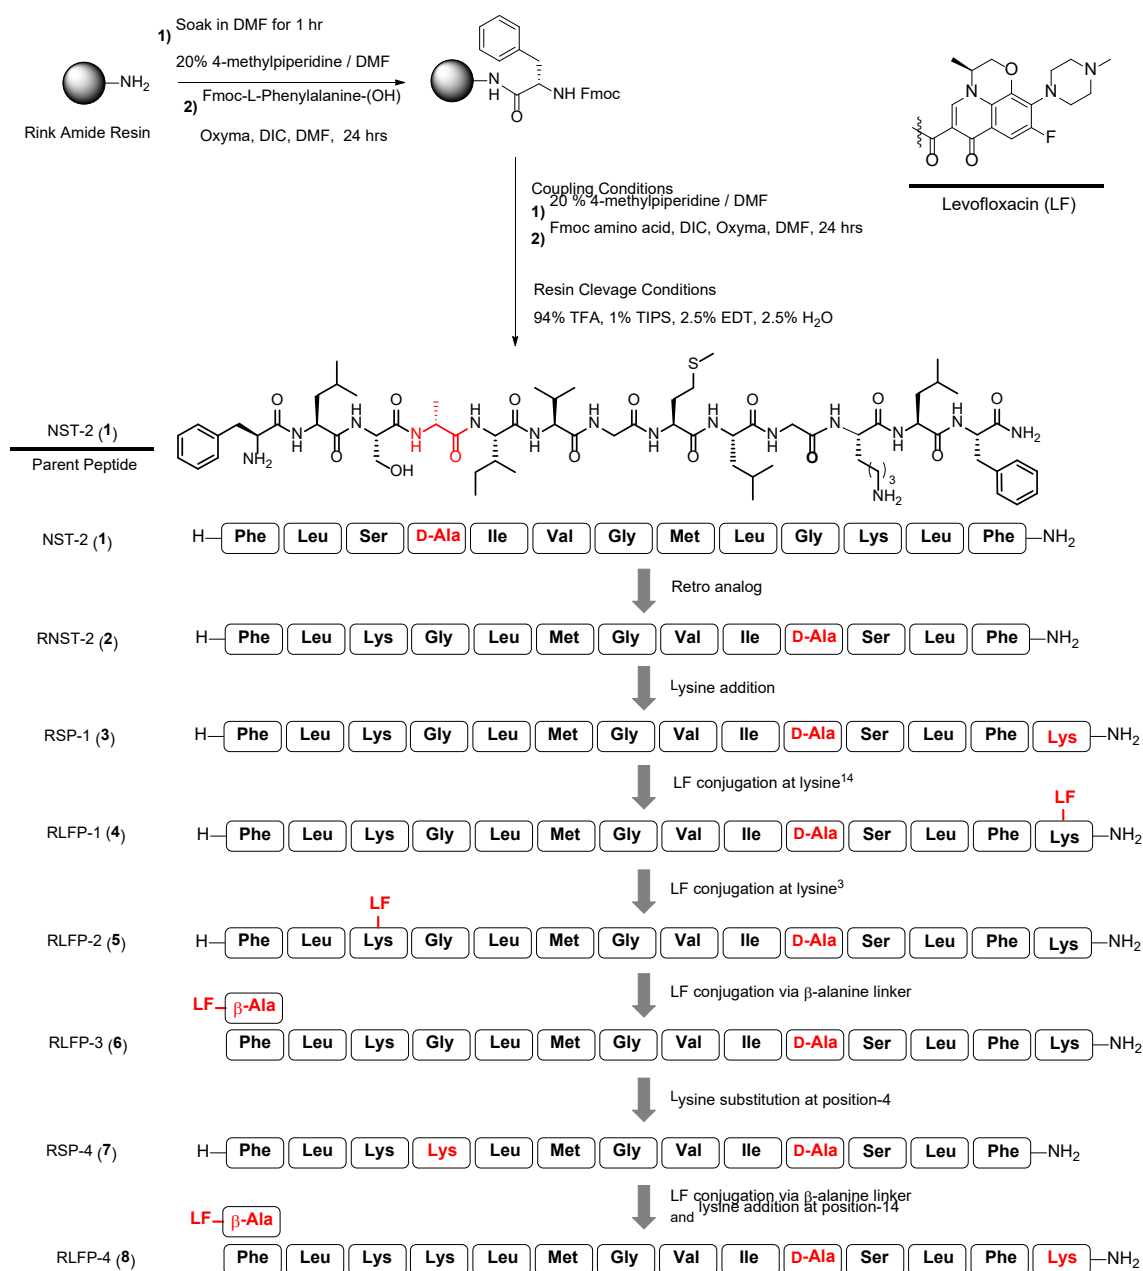 1) Soak in DMF for 1 hr
20% 4-methylpiperidine / DMF
2) Fmoc-L-Phenylalanine-(OH)
Oxyma, DIC, DMF, 24 hrs
NH2
Rink Amide Resin
N
H
O
NH Fmoc
O
N
N
CH3
O
O
F
Levofloxacin (LF)
Coupling Conditions
1) 20 % 4-methylpiperidine / DMF
2) Fmoc amino acid, DIC, Oxyma, DMF, 24 hrs
Resin Clevage Conditions
94% TFA, 1% TIPS, 2.5% EDT, 2.5% H2O
NST-2 (1)
Parent Peptide
S
O
O
O
H
N
O
H
N
O
H
N
O
H
N
O
NH2
N
H
O
N
H
O
N
H
O
N
H
O
N
H
O
N
H
O
NH2
OH
3
NH2
NST-2 (1) H Phe Leu Ser D-Ala Ile Val Gly Met Leu Gly Lys Leu Phe NH2
Retro analog
RNST-2 (2) H Phe Leu Lys Gly Leu Met Gly Val Ile D-Ala Ser Leu Phe NH2
Lysine addition
RSP-1 (3) H Phe Leu Lys Gly Leu Met Gly Val Ile D-Ala Ser Leu Phe Lys NH2
LF conjugation at lysine14
LF
RLFP-1 (4) H Phe Leu Lys Gly Leu Met Gly Val Ile D-Ala Ser Leu Phe Lys NH2
LF conjugation at lysine3
LF
RLFP-2 (5) H Phe Leu Lys Gly Leu Met Gly Val Ile D-Ala Ser Leu Phe Lys NH2
LF conjugation via β-alanine linker
LF β-Ala
RLFP-3 (6) Phe Leu Lys Gly Leu Met Gly Val Ile D-Ala Ser Leu Phe Lys NH2
Lysine substitution at position-4
RSP-4 (7) H Phe Leu Lys Lys Leu Met Gly Val Ile D-Ala Ser Leu Phe NH2
LF conjugation via β-alanine linker
and lysine addition at position-14
LF β-Ala
RLFP-4 (8) Phe Leu Lys Lys Leu Met Gly Val Ile D-Ala Ser Leu Phe Lys NH2